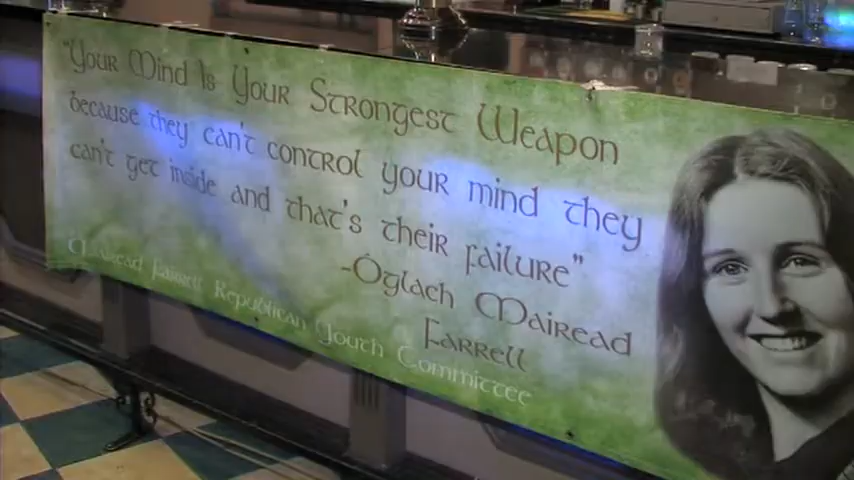 "Your Mind Is Your Strongest Weapon
because they can't control your mind they
can't get inside and that's their failure"
-Óglach Mairead
Farrell
Mairead Farrell Republican Youth Committee